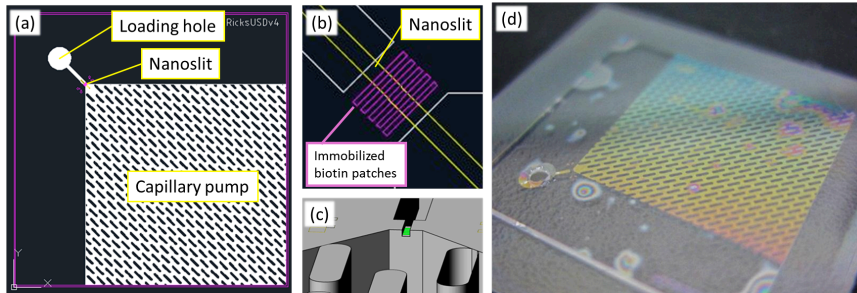 (a)
Loading hole
RicksUSDv4
Nanoslit
Capillary pump
Y
X
(b)
Nanoslit
Immobilized
biotin patches
(c)
(d)